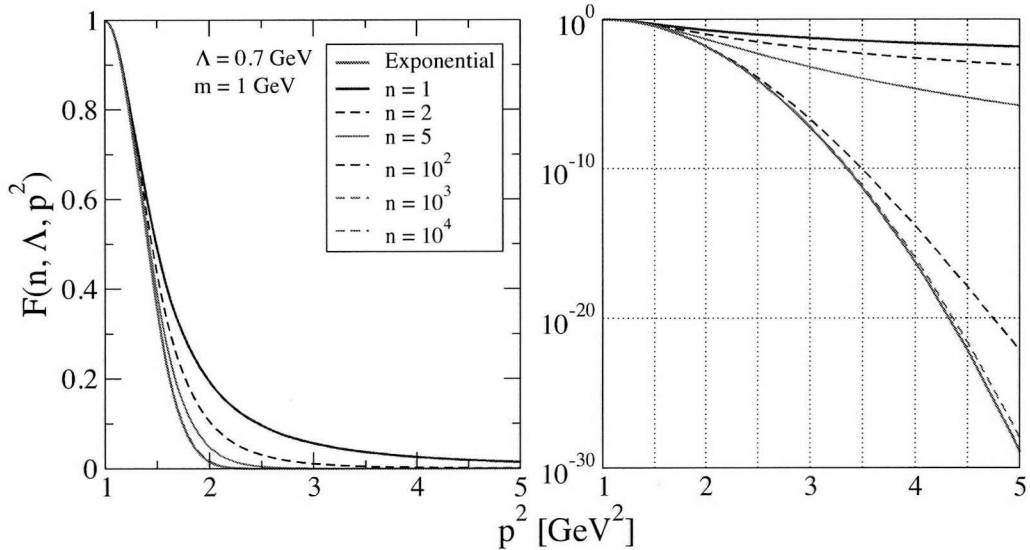 1
0.8
0.6
0.4
0.2
0
F(n, Λ, p²)
Λ = 0.7 GeV
m = 1 GeV
Exponential
n = 1
n = 2
n = 5
n = 10²
n = 10³
n = 10⁴
1 2 3 4 5
10⁰
10⁻¹⁰
10⁻²⁰
10⁻³⁰
1 2 3 4 5
p² [GeV²]